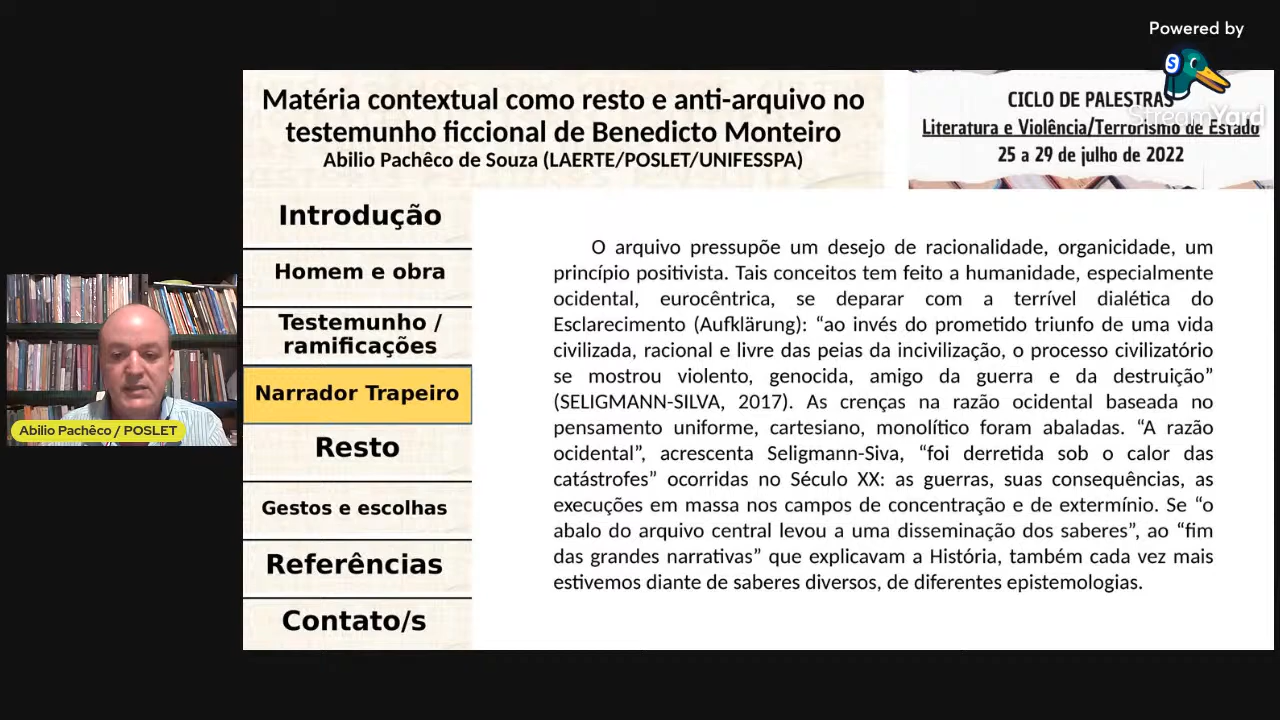 Powered by
StreamYard
Matéria contextual como resto e anti-arquivo no
testemunho ficcional de Benedicto Monteiro
Abilio Pachêco de Souza (LAERTE/POSLET/UNIFESSPA)
CICLO DE PALESTRAS
Literatura e Violência/Terrorismo de Estado
25 a 29 de julho de 2022
Introdução
Homem e obra
Testemunho /
ramificações
Narrador Trapeiro
Resto
Gestos e escolhas
Referências
Contato/s
O arquivo pressupõe um desejo de racionalidade, organicidade, um
princípio positivista. Tais conceitos tem feito a humanidade, especialmente
ocidental, eurocêntrica, se deparar com a terrível dialética do
Esclarecimento (Aufklärung): “ao invés do prometido triunfo de uma vida
civilizada, racional e livre das peias da incivilização, o processo civilizatório
se mostrou violento, genocida, amigo da guerra e da destruição”
(SELIGMANN-SILVA, 2017). As crenças na razão ocidental baseada no
pensamento uniforme, cartesiano, monolítico foram abaladas. “A razão
ocidental”, acrescenta Seligmann-Siva, “foi derretida sob o calor das
catástrofes” ocorridas no Século XX: as guerras, suas consequências, as
execuções em massa nos campos de concentração e de extermínio. Se “o
abalo do arquivo central levou a uma disseminação dos saberes”, ao “fim
das grandes narrativas” que explicavam a História, também cada vez mais
estivemos diante de saberes diversos, de diferentes epistemologias.
Abilio Pachêco / POSLET